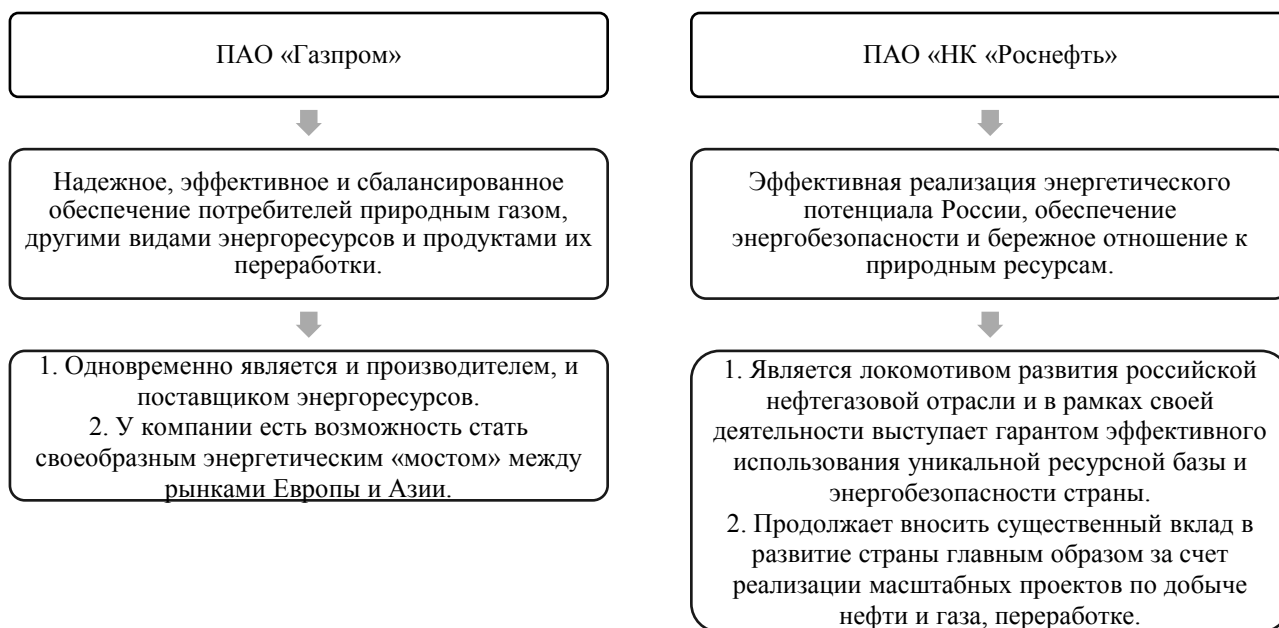 ПАО «Газпром»
Надежное, эффективное и сбалансированное
обеспечение потребителей природным газом,
другими видами энергоресурсов и продуктами их
переработки.
1. Одновременно является и производителем, и
поставщиком энергоресурсов.
2. У компании есть возможность стать
своеобразным энергетическим «мостом» между
рынками Европы и Азии.
ПАО «НК «Роснефть»
Эффективная реализация энергетического
потенциала России, обеспечение
энергобезопасности и бережное отношение к
природным ресурсам.
1. Является локомотивом развития российской
нефтегазовой отрасли и в рамках своей
деятельности выступает гарантом эффективного
использования уникальной ресурсной базы и
энергобезопасности страны.
2. Продолжает вносить существенный вклад в
развитие страны главным образом за счет
реализации масштабных проектов по добыче
нефти и газа, переработке.